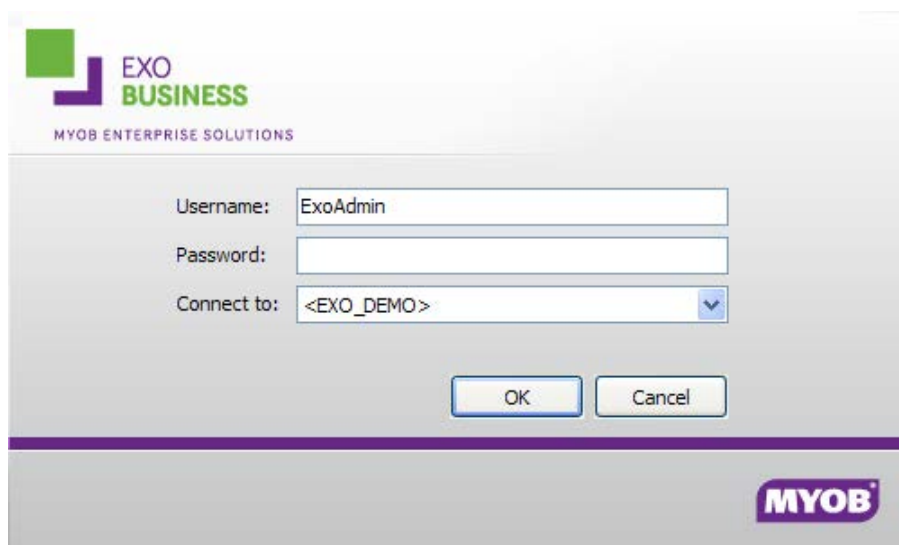 EXO
BUSINESS
MYOB ENTERPRISE SOLUTIONS
Username: ExoAdmin
Password:
Connect to: <EXO_DEMO>
OK Cancel
MYOB